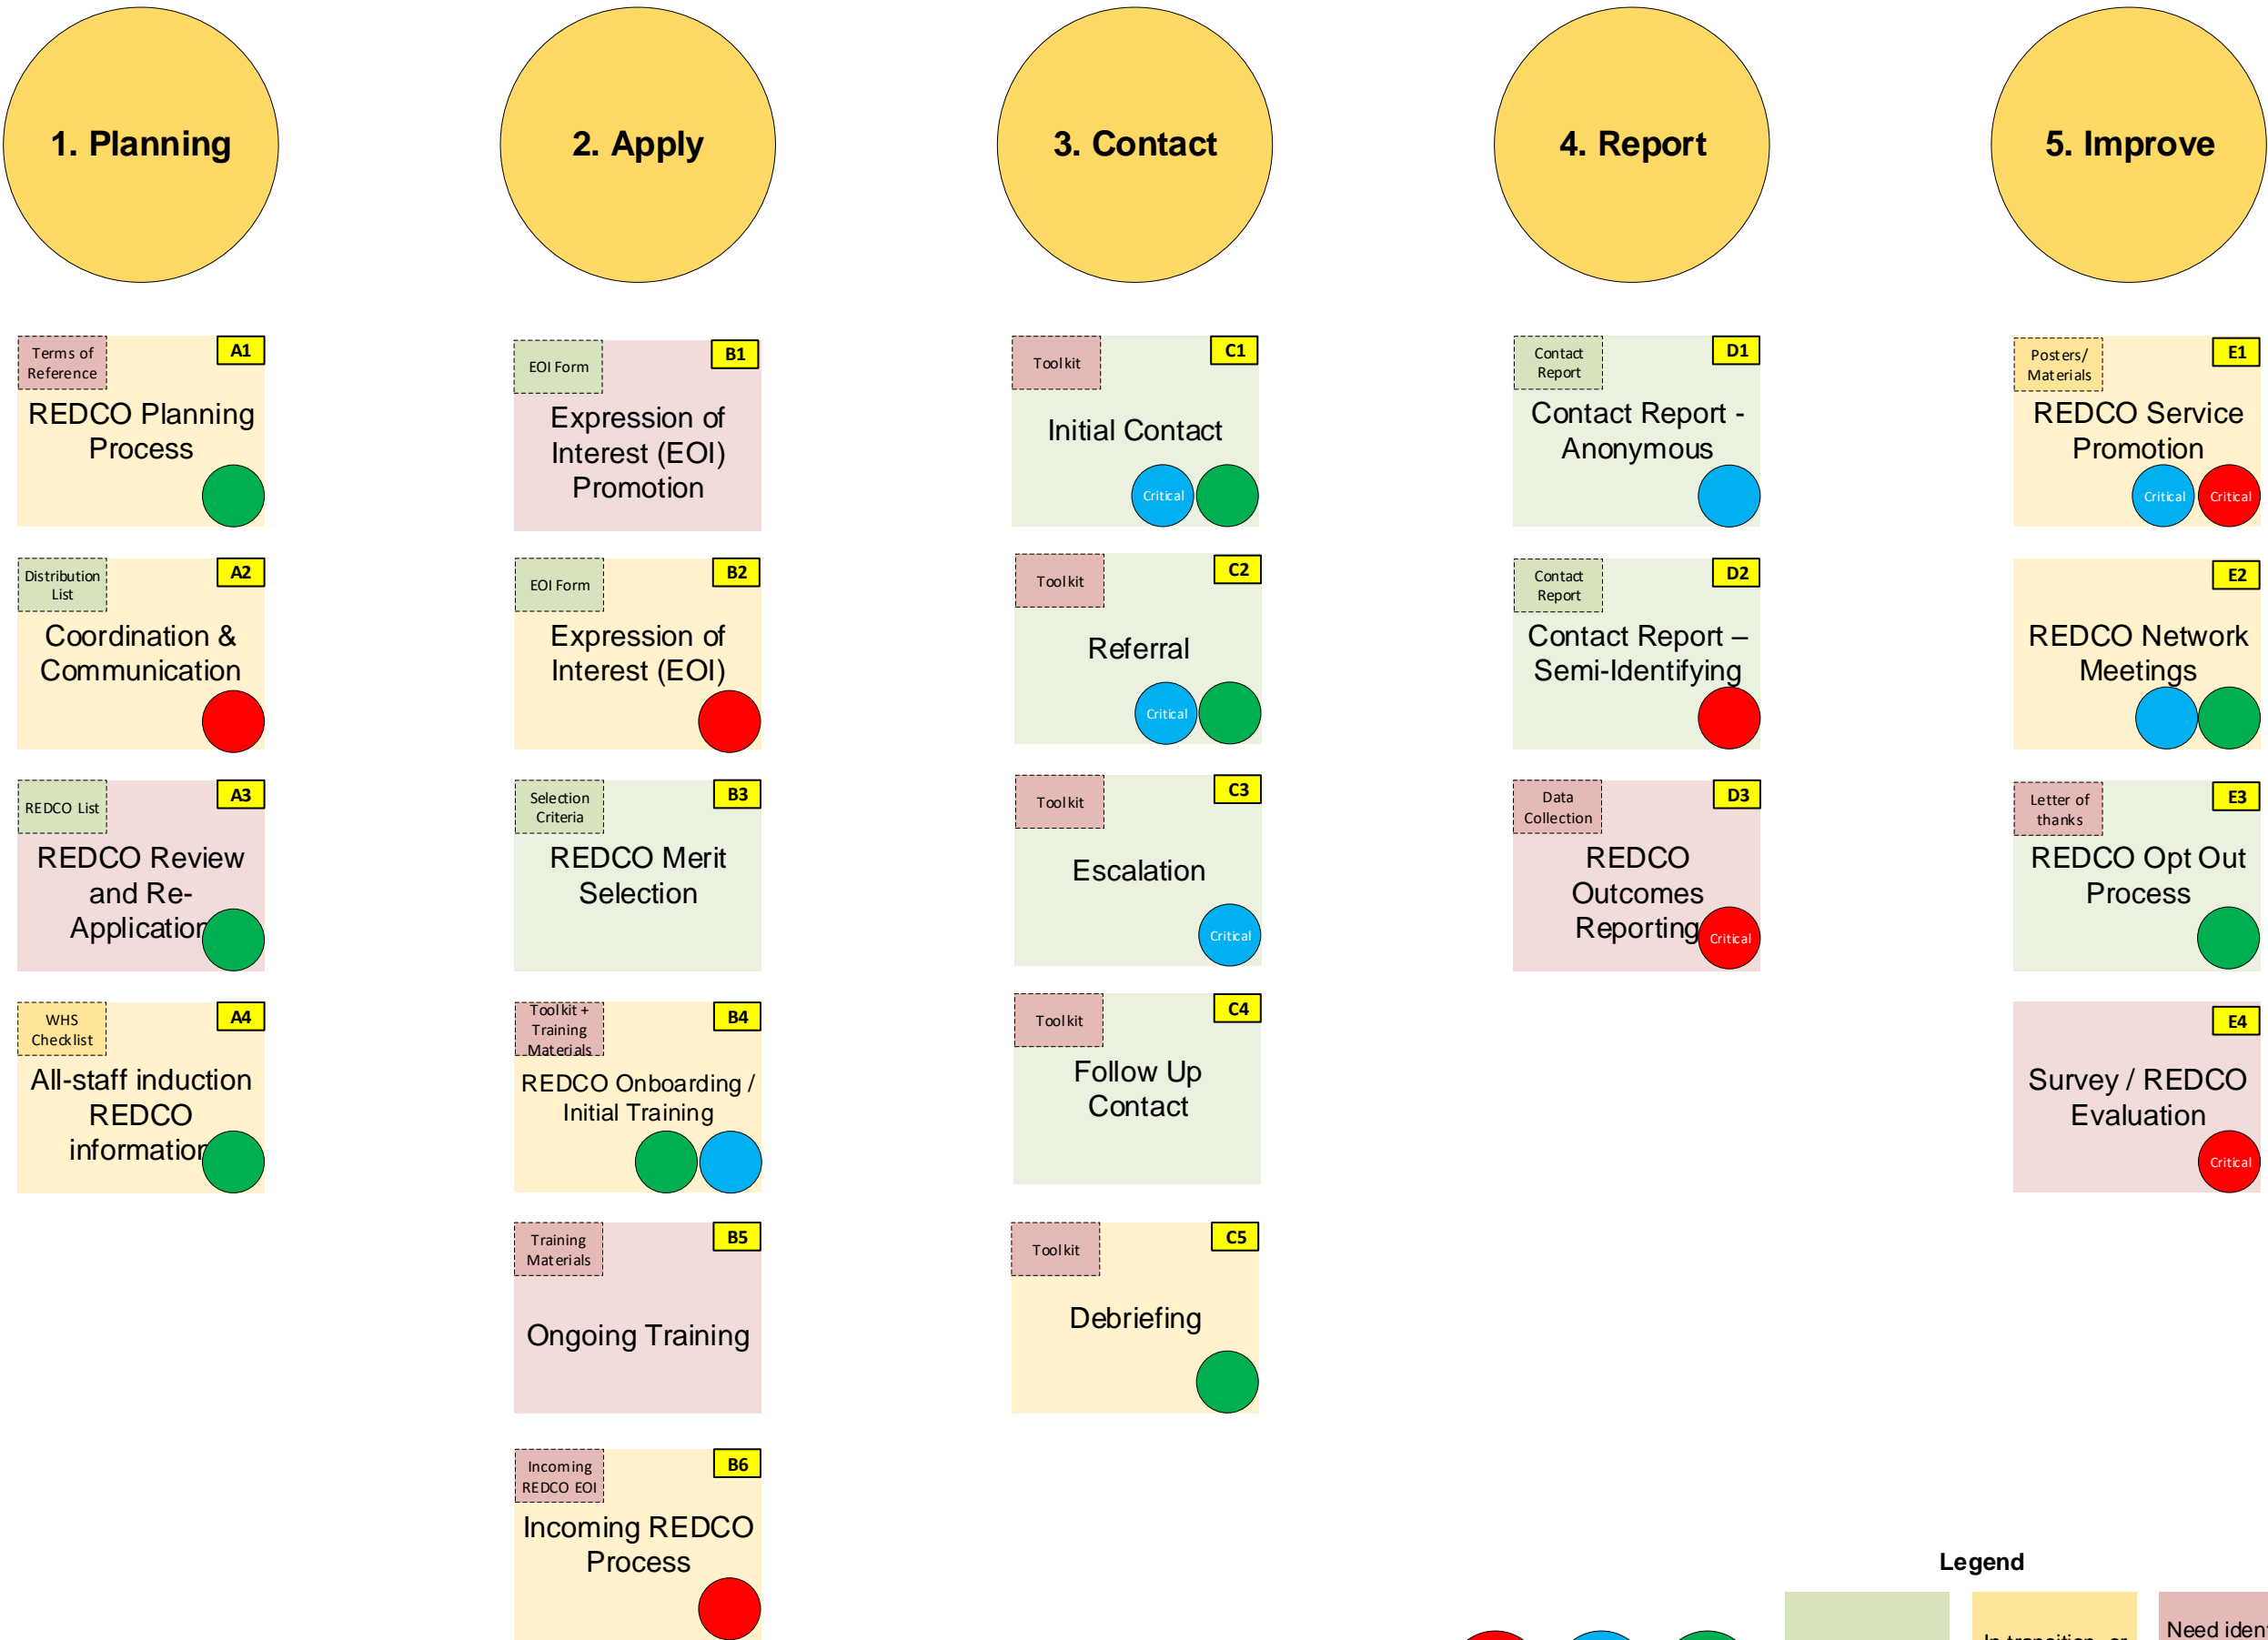 1. Planning
2. Apply
3. Contact
4. Report
5. Improve
Terms of
Reference
A1
REDCO Planning
Process
Distribution
List
A2
Coordination &
Communication
REDCO List
A3
REDCO Review
and Re-
Application
WHS
Checklist
A4
All-staff induction
REDCO
information
EOI Form
B1
Expression of
Interest (EOI)
Promotion
EOI Form
B2
Expression of
Interest (EOI)
Selection
Criteria
B3
REDCO Merit
Selection
Toolkit +
Training
Materials
B4
REDCO Onboarding /
Initial Training
Training
Materials
B5
Ongoing Training
Incoming
REDCO EOI
B6
Incoming REDCO
Process
Toolkit
C1
Initial Contact
Critical
Toolkit
C2
Referral
Critical
Toolkit
C3
Escalation
Critical
Toolkit
C4
Follow Up
Contact
Toolkit
C5
Debriefing
Contact
Report
D1
Contact Report -
Anonymous
Contact
Report
D2
Contact Report –
Semi-Identifying
Data
Collection
D3
REDCO
Outcomes
Reporting
Critical
Posters/
Materials
E1
REDCO Service
Promotion
Critical
Critical
E2
REDCO Network
Meetings
Letter of
thanks
E3
REDCO Opt Out
Process
E4
Survey / REDCO
Evaluation
Critical
Legend
Need